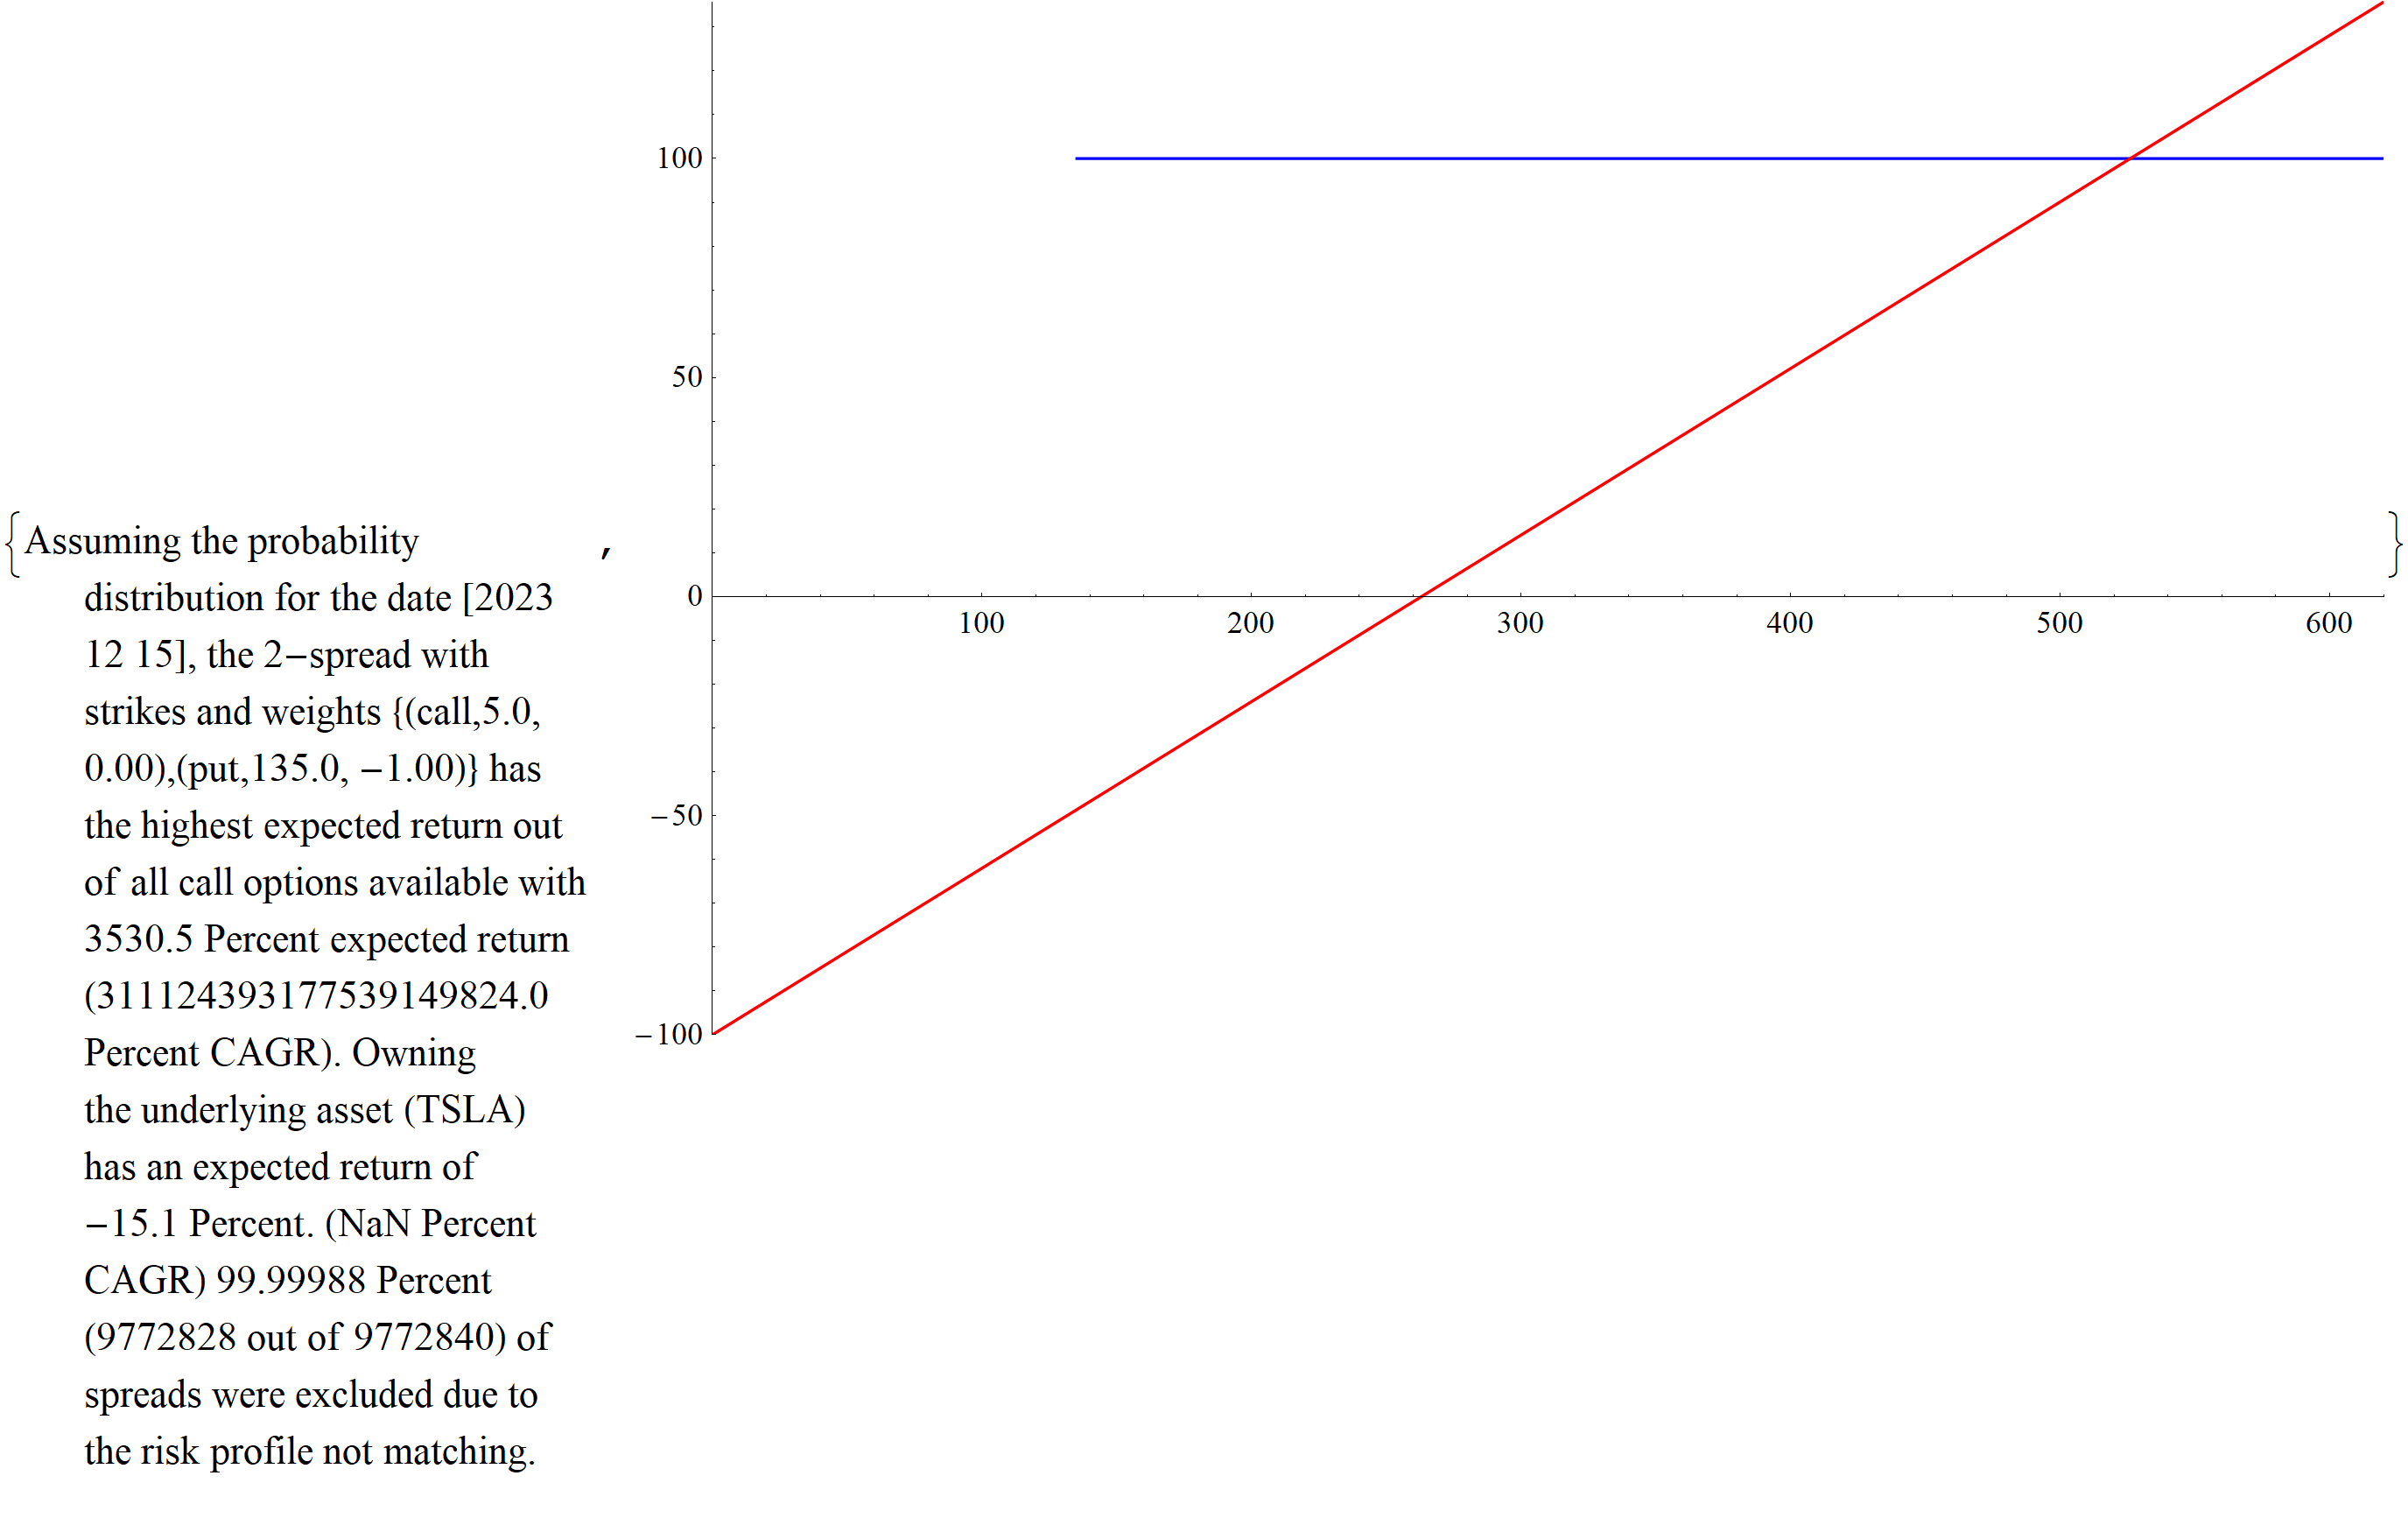 {Assuming the probability ,
distribution for the date [2023
12 15], the 2−spread with
strikes and weights {(call,5.0,
0.00),(put,135.0, −1.00)} has
the highest expected return out
of all call options available with
3530.5 Percent expected return
(311124393177539149824.0
Percent CAGR). Owning
the underlying asset (TSLA)
has an expected return of
−15.1 Percent. (NaN Percent
CAGR) 99.99988 Percent
(9772828 out of 9772840) of
spreads were excluded due to
the risk profile not matching.
100
50
0
−50
−100
100 200 300 400 500 600
}